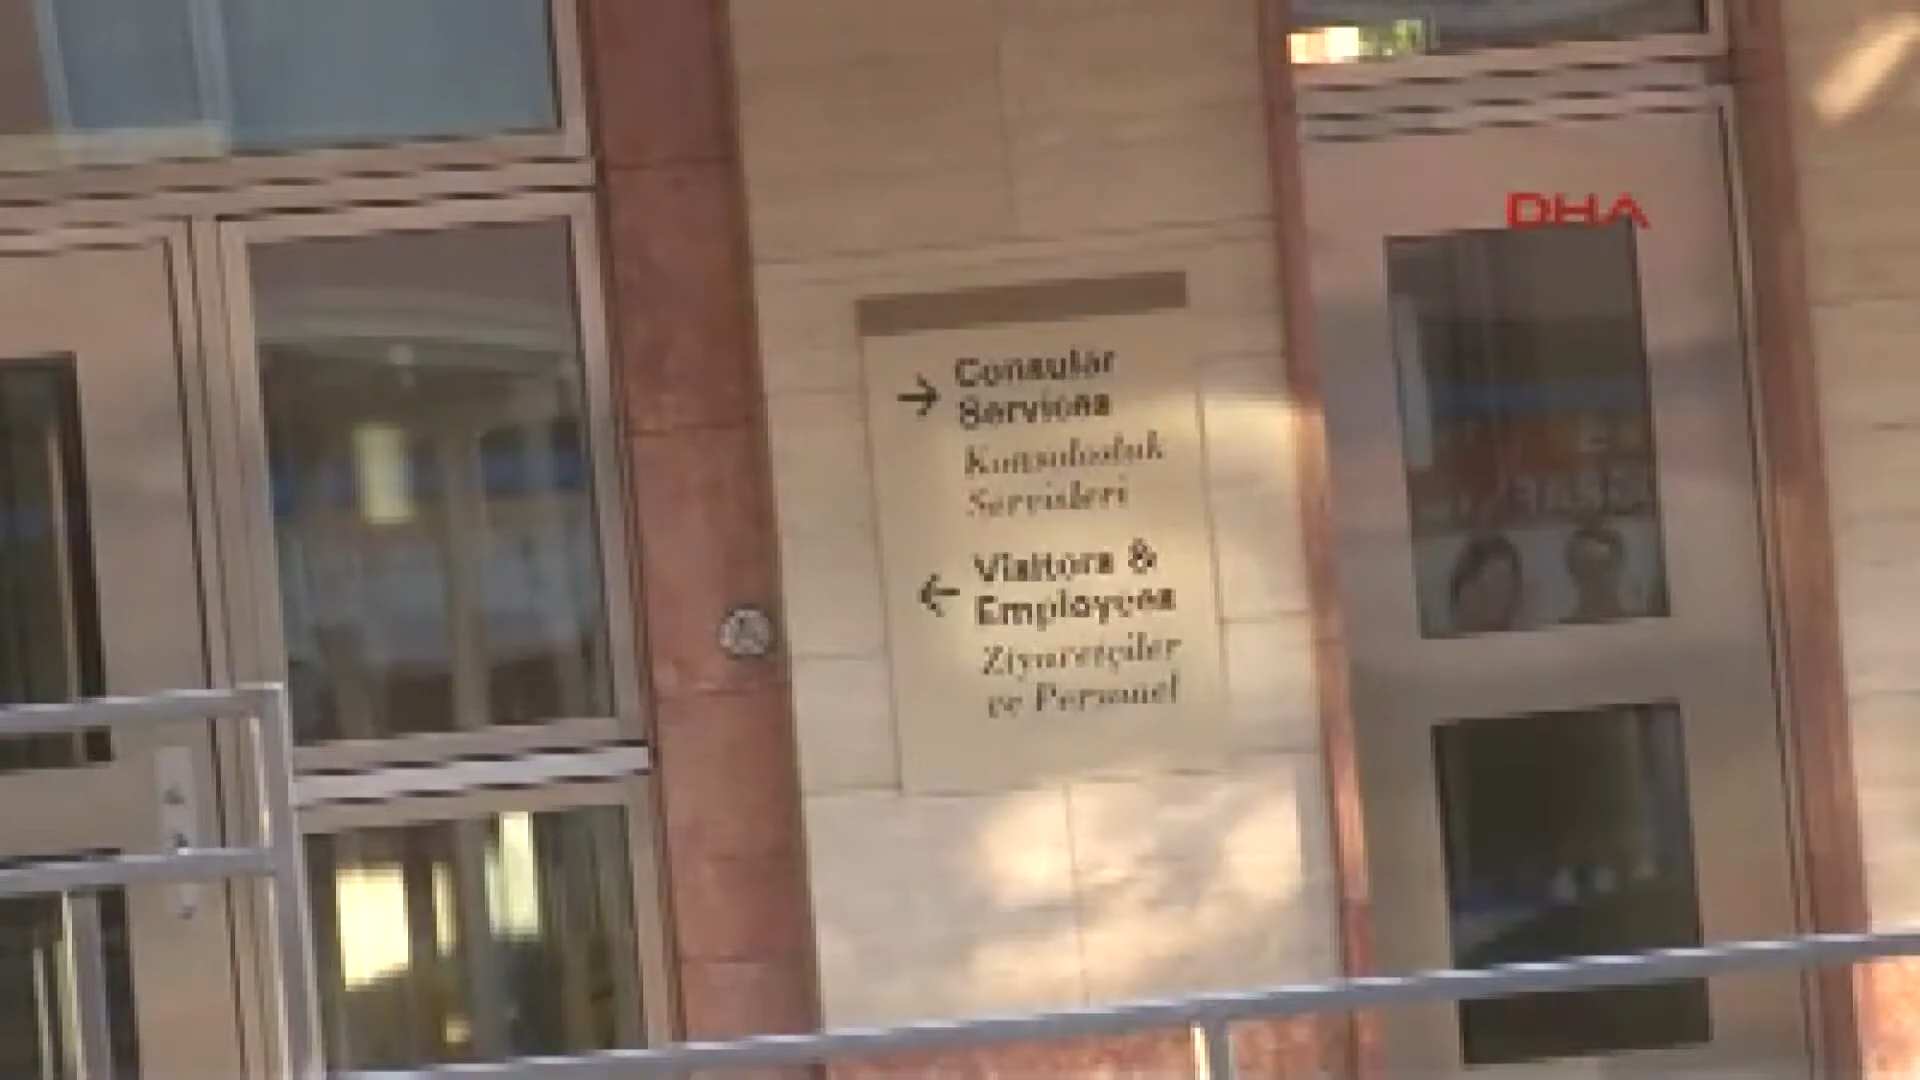 DHA
→ Consular
Services
Konsolosluk
Servisleri
← Visitors &
Employees
Ziyaretçiler
ve Personel